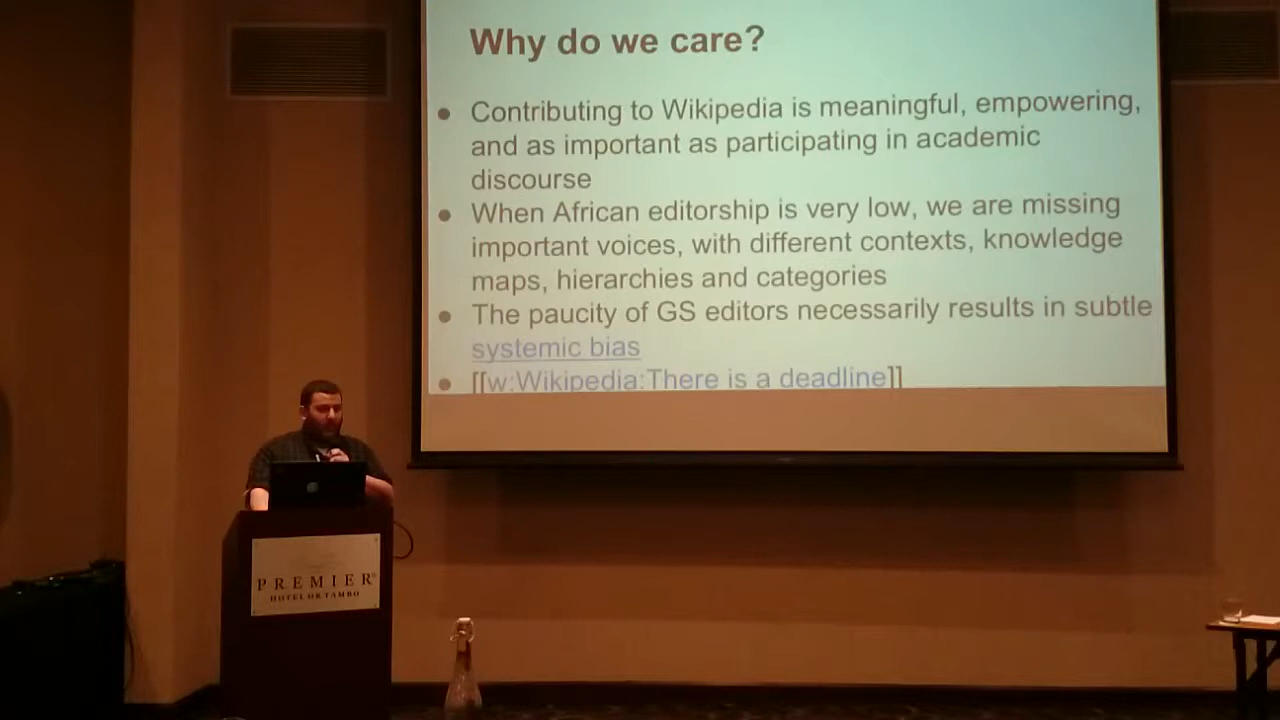 Why do we care?
● Contributing to Wikipedia is meaningful, empowering,
and as important as participating in academic
discourse
● When African editorship is very low, we are missing
important voices, with different contexts, knowledge
maps, hierarchies and categories
● The paucity of GS editors necessarily results in subtle
systemic bias
● [[w:Wikipedia:There is a deadline]]
PREMIER
HOTEL OR TAMBO